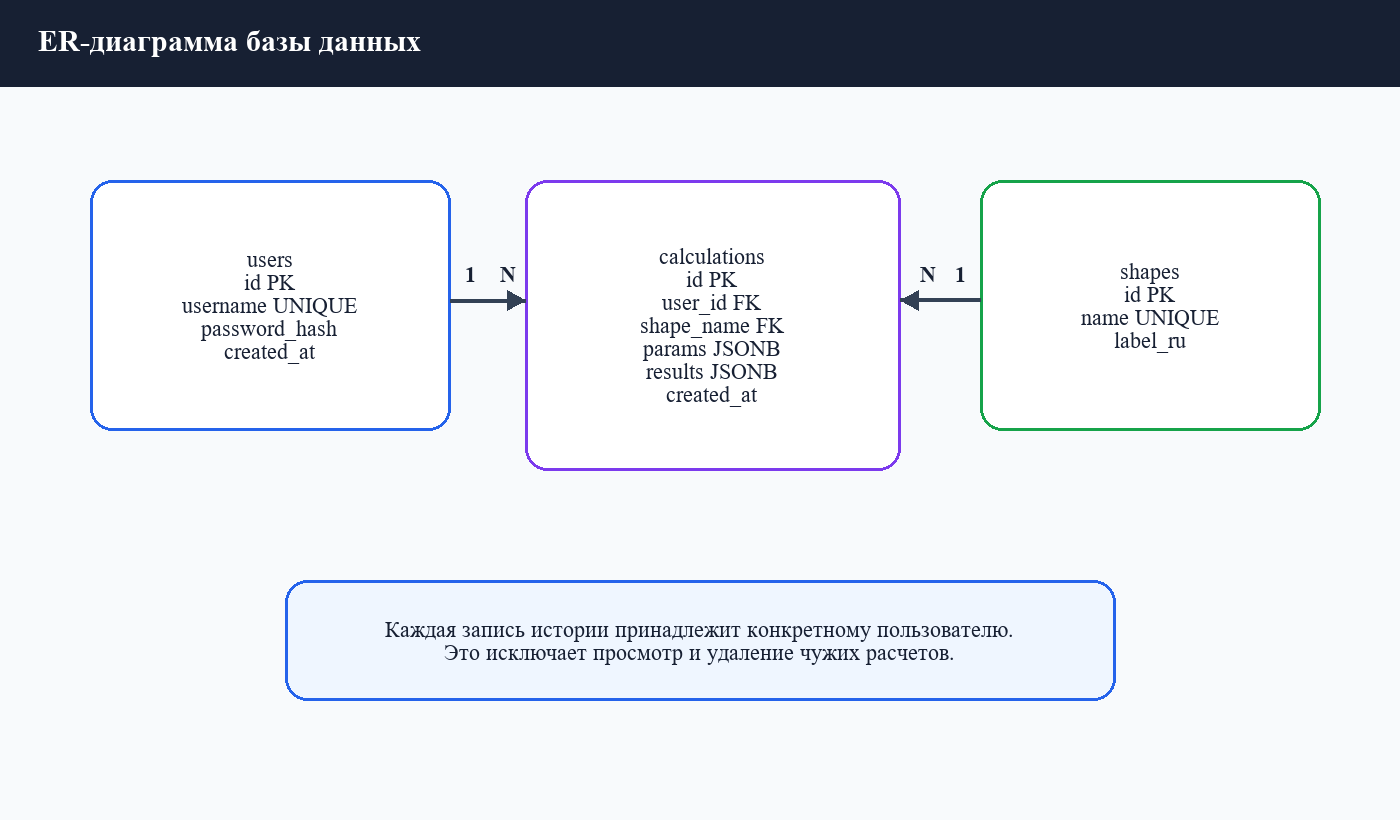 ER-диаграмма базы данных
users
id PK
username UNIQUE
password_hash
created_at
1 N
calculations
id PK
user_id FK
shape_name FK
params JSONB
results JSONB
created_at
N 1
shapes
id PK
name UNIQUE
label_ru
Каждая запись истории принадлежит конкретному пользователю.
Это исключает просмотр и удаление чужих расчетов.